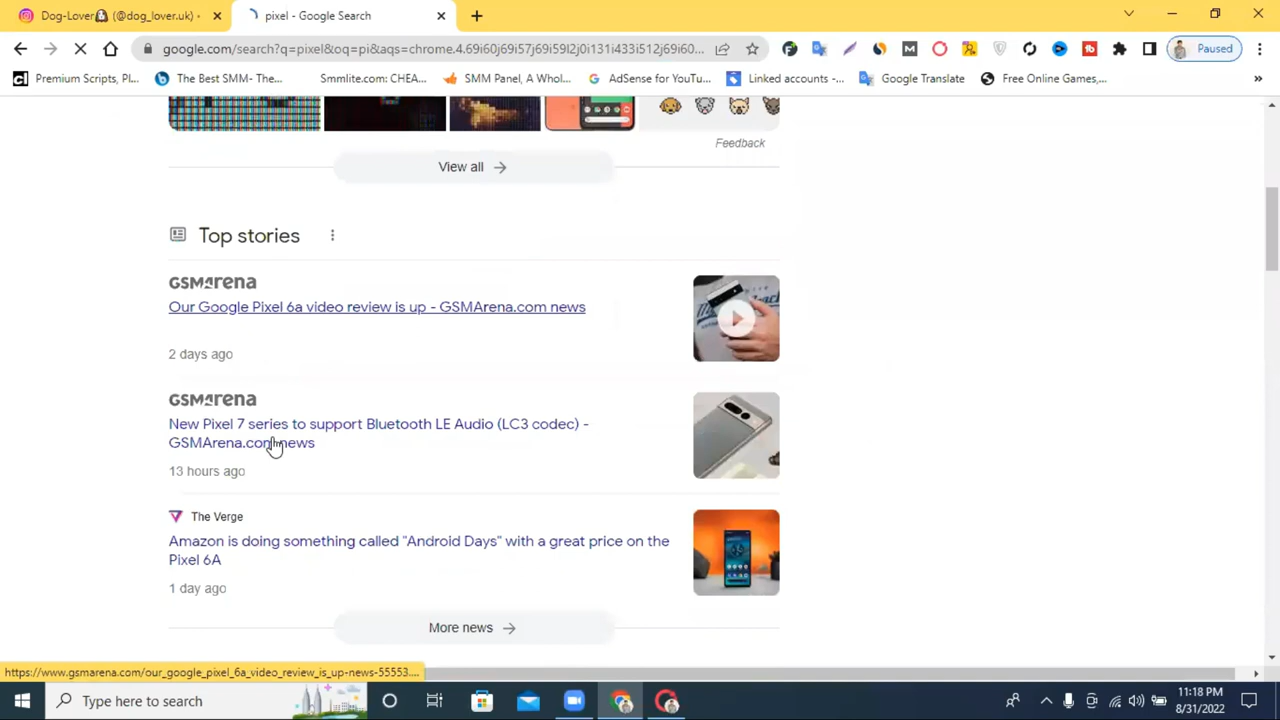 Dog-Lover (@dog_lover.uk) •
pixel - Google Search
google.com/search?q=pixel&oq=pi&aqs=chrome.4.69i60j69i57j69i59l2j0i131i433i512j69i60...
Paused
Premium Scripts, Pl...
The Best SMM- The...
Smmlite.com: CHEA...
SMM Panel, A Whol...
AdSense for YouTu...
Linked accounts -...
Google Translate
Free Online Games,...
»
Feedback
View all
Top stories
GSMArena
Our Google Pixel 6a video review is up - GSMArena.com news
2 days ago
GSMArena
New Pixel 7 series to support Bluetooth LE Audio (LC3 codec) -
GSMArena.com news
13 hours ago
The Verge
Amazon is doing something called "Android Days" with a great price on the
Pixel 6A
1 day ago
More news
https://www.gsmarena.com/our_google_pixel_6a_video_review_is_up-news-55553....
Type here to search
11:18 PM
8/31/2022